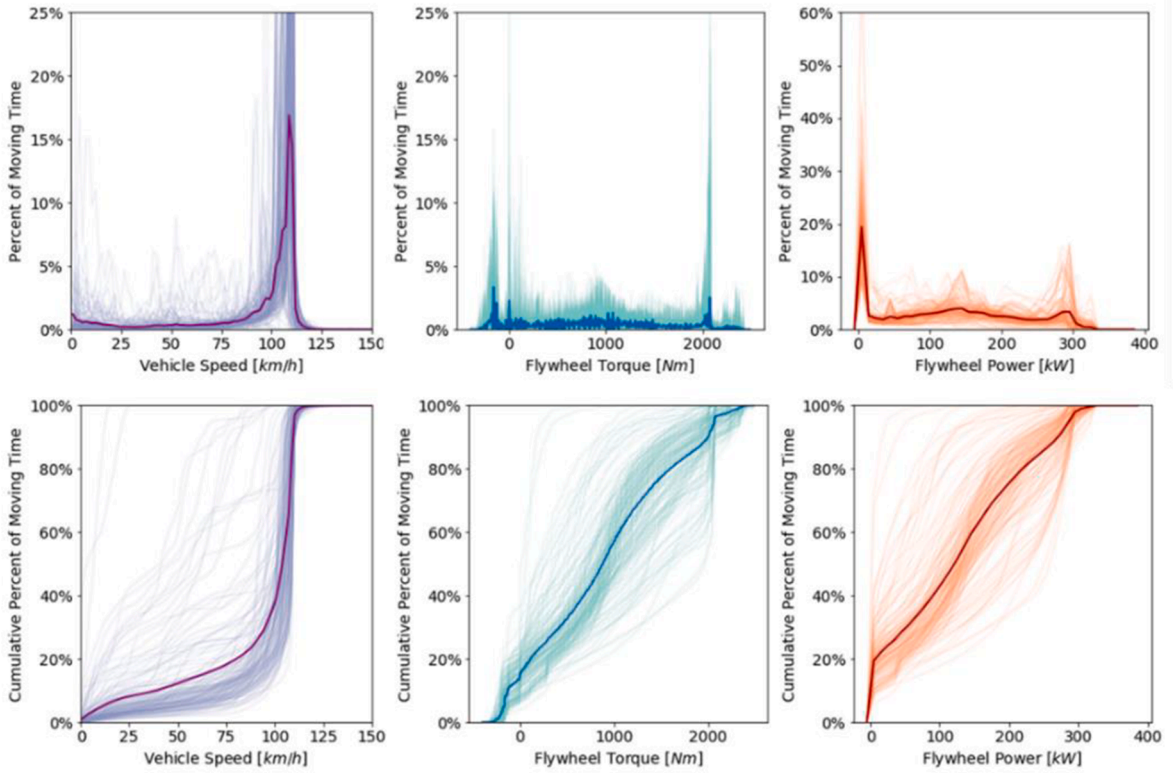 25%
20%
15%
10%
5%
0%
Percent of Moving Time
0 25 50 75 100 125 150
Vehicle Speed [km/h]
25%
20%
15%
10%
5%
0%
Percent of Moving Time
0 1000 2000
Flywheel Torque [Nm]
60%
50%
40%
30%
20%
10%
0%
Percent of Moving Time
0 100 200 300 400
Flywheel Power [kW]
100%
80%
60%
40%
20%
0%
Cumulative Percent of Moving Time
0 25 50 75 100 125 150
Vehicle Speed [km/h]
100%
80%
60%
40%
20%
0%
Cumulative Percent of Moving Time
0 1000 2000
Flywheel Torque [Nm]
100%
80%
60%
40%
20%
0%
Cumulative Percent of Moving Time
0 100 200 300 400
Flywheel Power [kW]